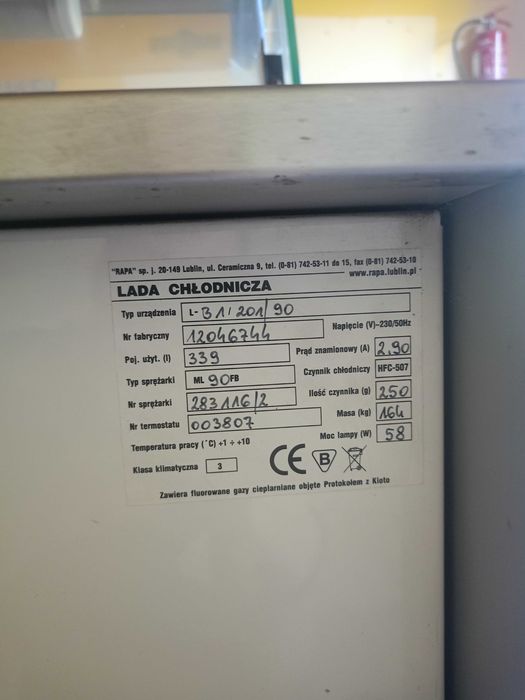 "RAPA" sp. j. 20-149 Lublin, ul. Ceramiczna 9, tel. (0-81) 742-53-11 do 15, fax (0-81) 742-53-10
www.rapa.lublin.pl
LADA CHŁODNICZA
Typ urządzenia L-B1/201/90
Nr fabryczny 12046744 Napięcie (V)~230/50Hz
Poj. użyt. (l) 339 Prąd znamionowy (A) 2,90
Typ sprężarki ML 90FB Czynnik chłodniczy HFC-507
Nr sprężarki 283116/2 Ilość czynnika (g) 250
Nr termostatu 003807 Masa (kg) 164
Temperatura pracy (°C) +1 ÷ +10 Moc lampy (W) 58
Klasa klimatyczna 3 CE B
Zawiera fluorowane gazy cieplarniane objęte Protokołem z Kioto